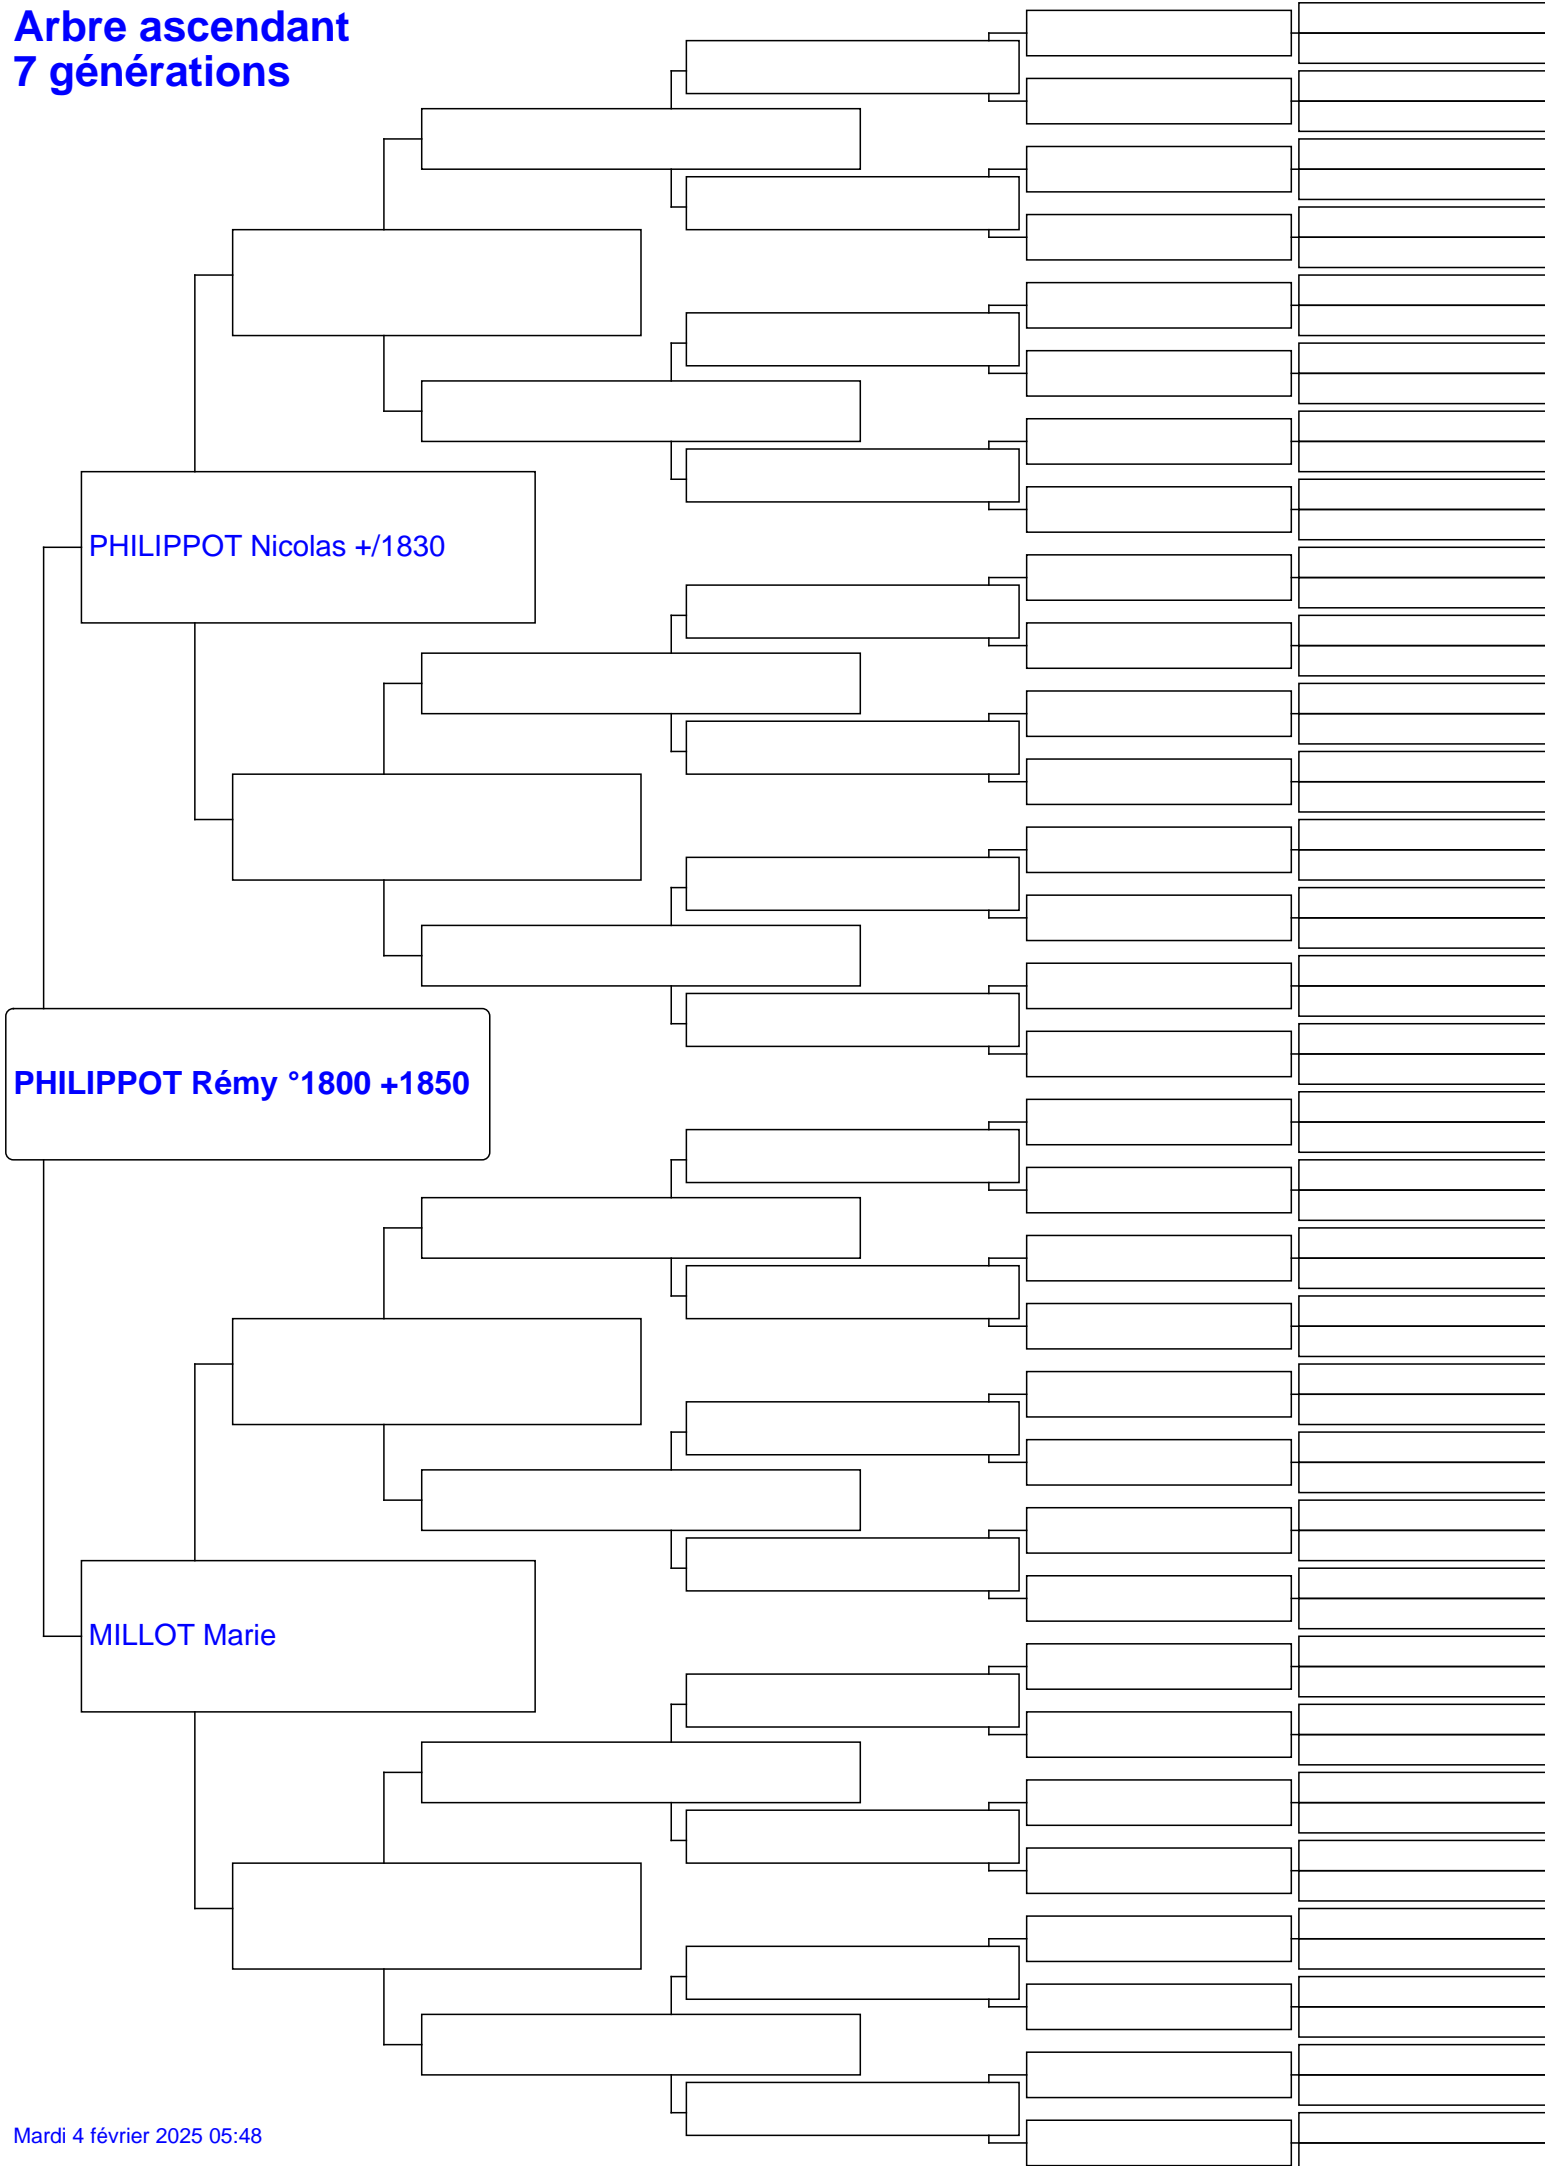 Arbre ascendant
7 générations
PHILIPPOT Nicolas +/1830
PHILIPPOT Rémy °1800 +1850
MILLOT Marie
Mardi 4 février 2025 05:48